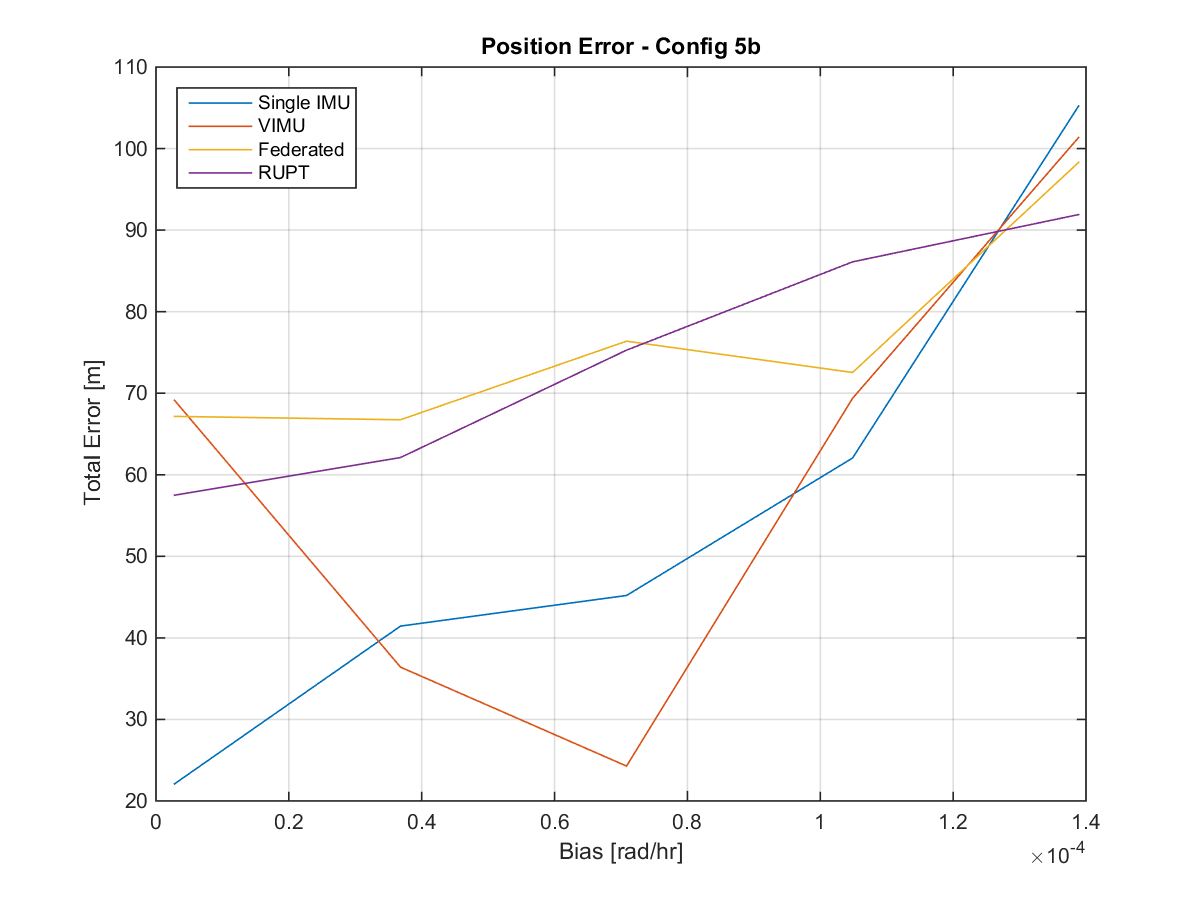 Position Error - Config 5b
110
100
90
80
70
60
50
40
30
20
Total Error [m]
Single IMU
VIMU
Federated
RUPT
0 0.2 0.4 0.6 0.8 1 1.2 1.4
Bias [rad/hr]
×10-4